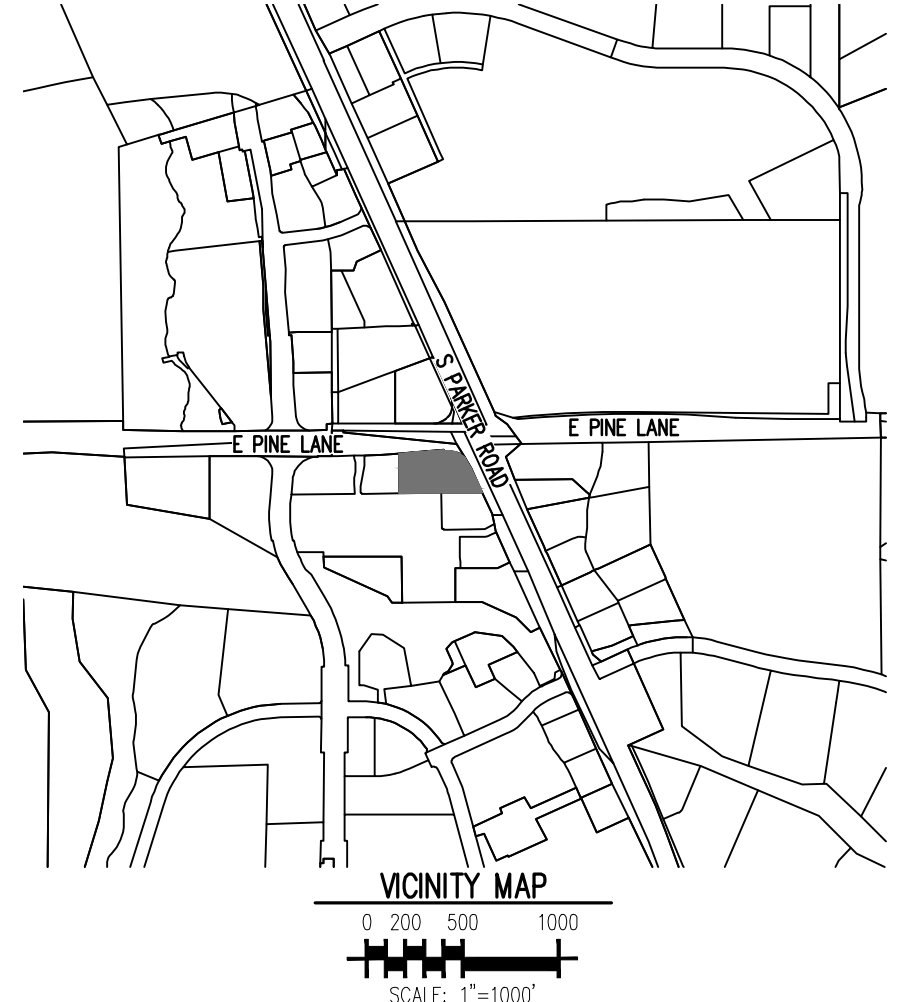 S PARKER ROAD
E PINE LANE
E PINE LANE
VICINITY MAP
0 200 500 1000
SCALE: 1"=1000'